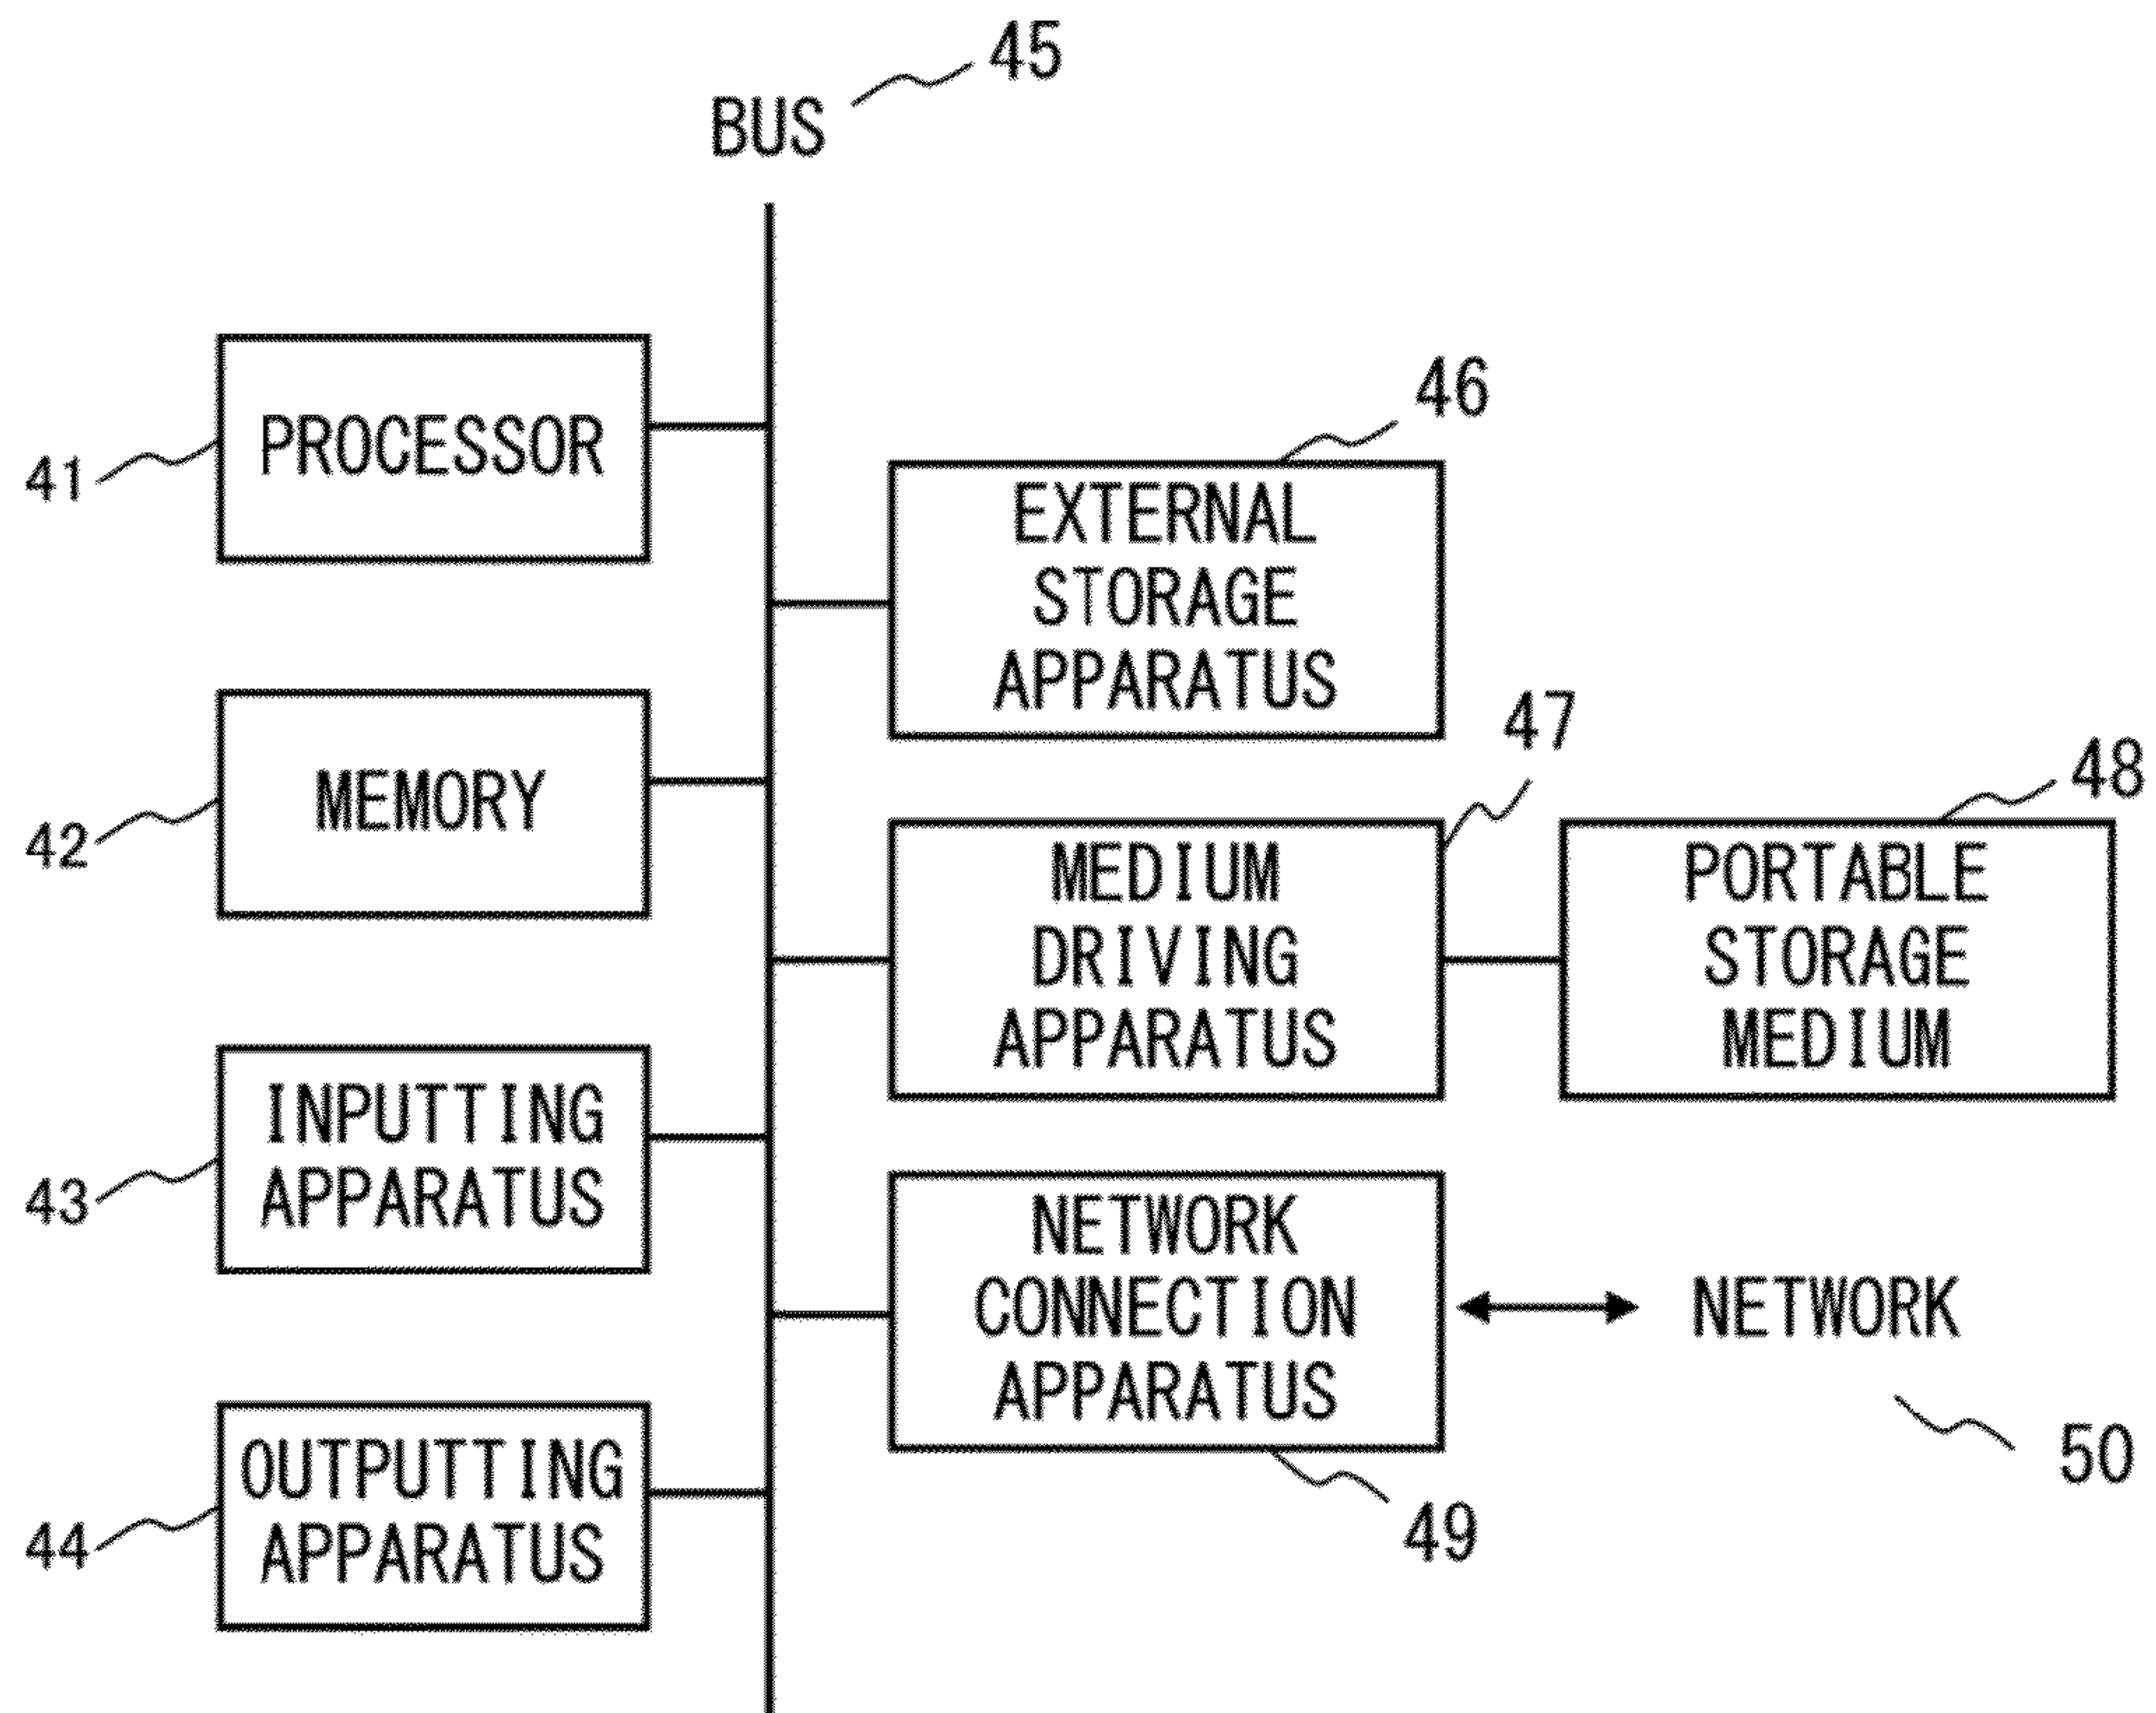 45
BUS
PROCESSOR
41
46
EXTERNAL
STORAGE
APPARATUS
MEMORY
42
47
MEDIUM
DRIVING
APPARATUS
48
PORTABLE
STORAGE
MEDIUM
INPUTTING
APPARATUS
43
NETWORK
CONNECTION
APPARATUS
49
NETWORK
50
OUTPUTTING
APPARATUS
44